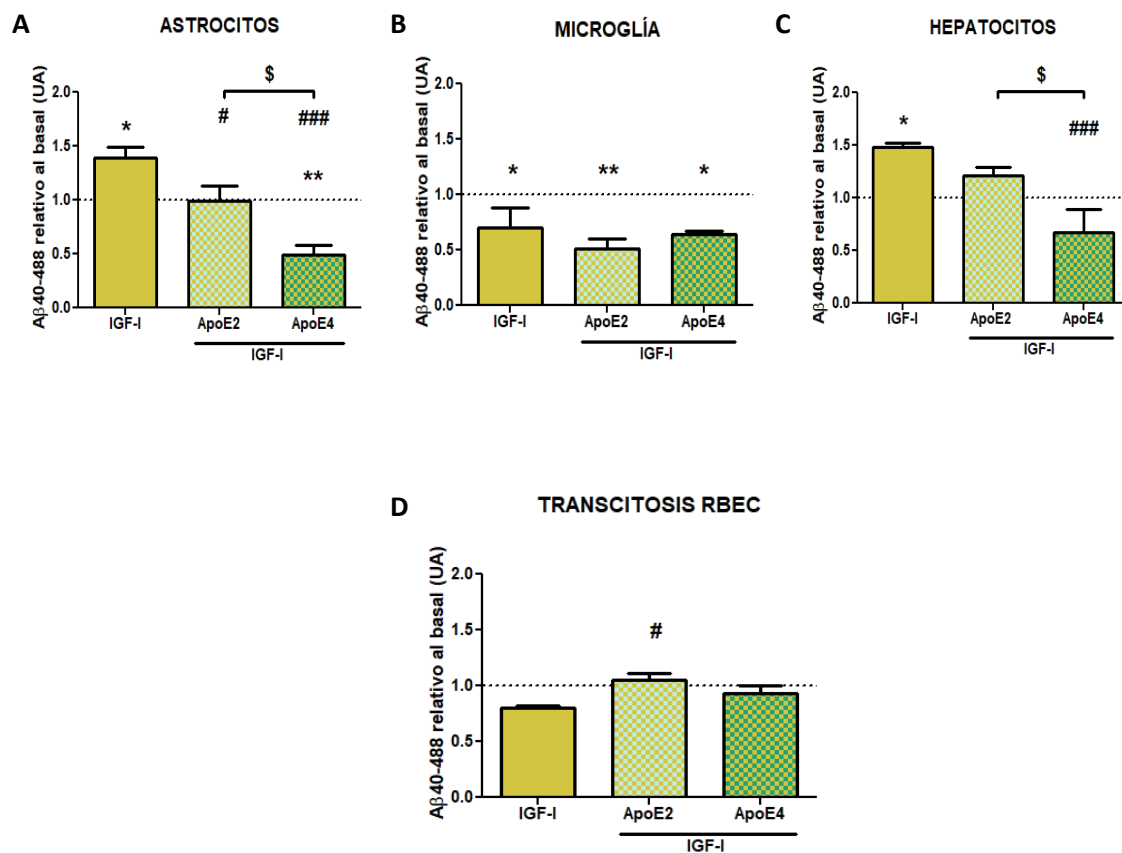 A
ASTROCITOS
Aβ40-488 relativo al basal (UA)
2.0
1.5
1.0
0.5
0.0
*
#
###
**
$
IGF-I
ApoE2
ApoE4
IGF-I
B
MICROGLÍA
Aβ40-488 relativo al basal (UA)
2.0
1.5
1.0
0.5
0.0
*
**
*
IGF-I
ApoE2
ApoE4
IGF-I
C
HEPATOCITOS
Aβ40-488 relativo al basal (UA)
2.0
1.5
1.0
0.5
0.0
*
$
###
IGF-I
ApoE2
ApoE4
IGF-I
D
TRANSCITOSIS RBEC
Aβ40-488 relativo al basal (UA)
2.0
1.5
1.0
0.5
0.0
#
IGF-I
ApoE2
ApoE4
IGF-I